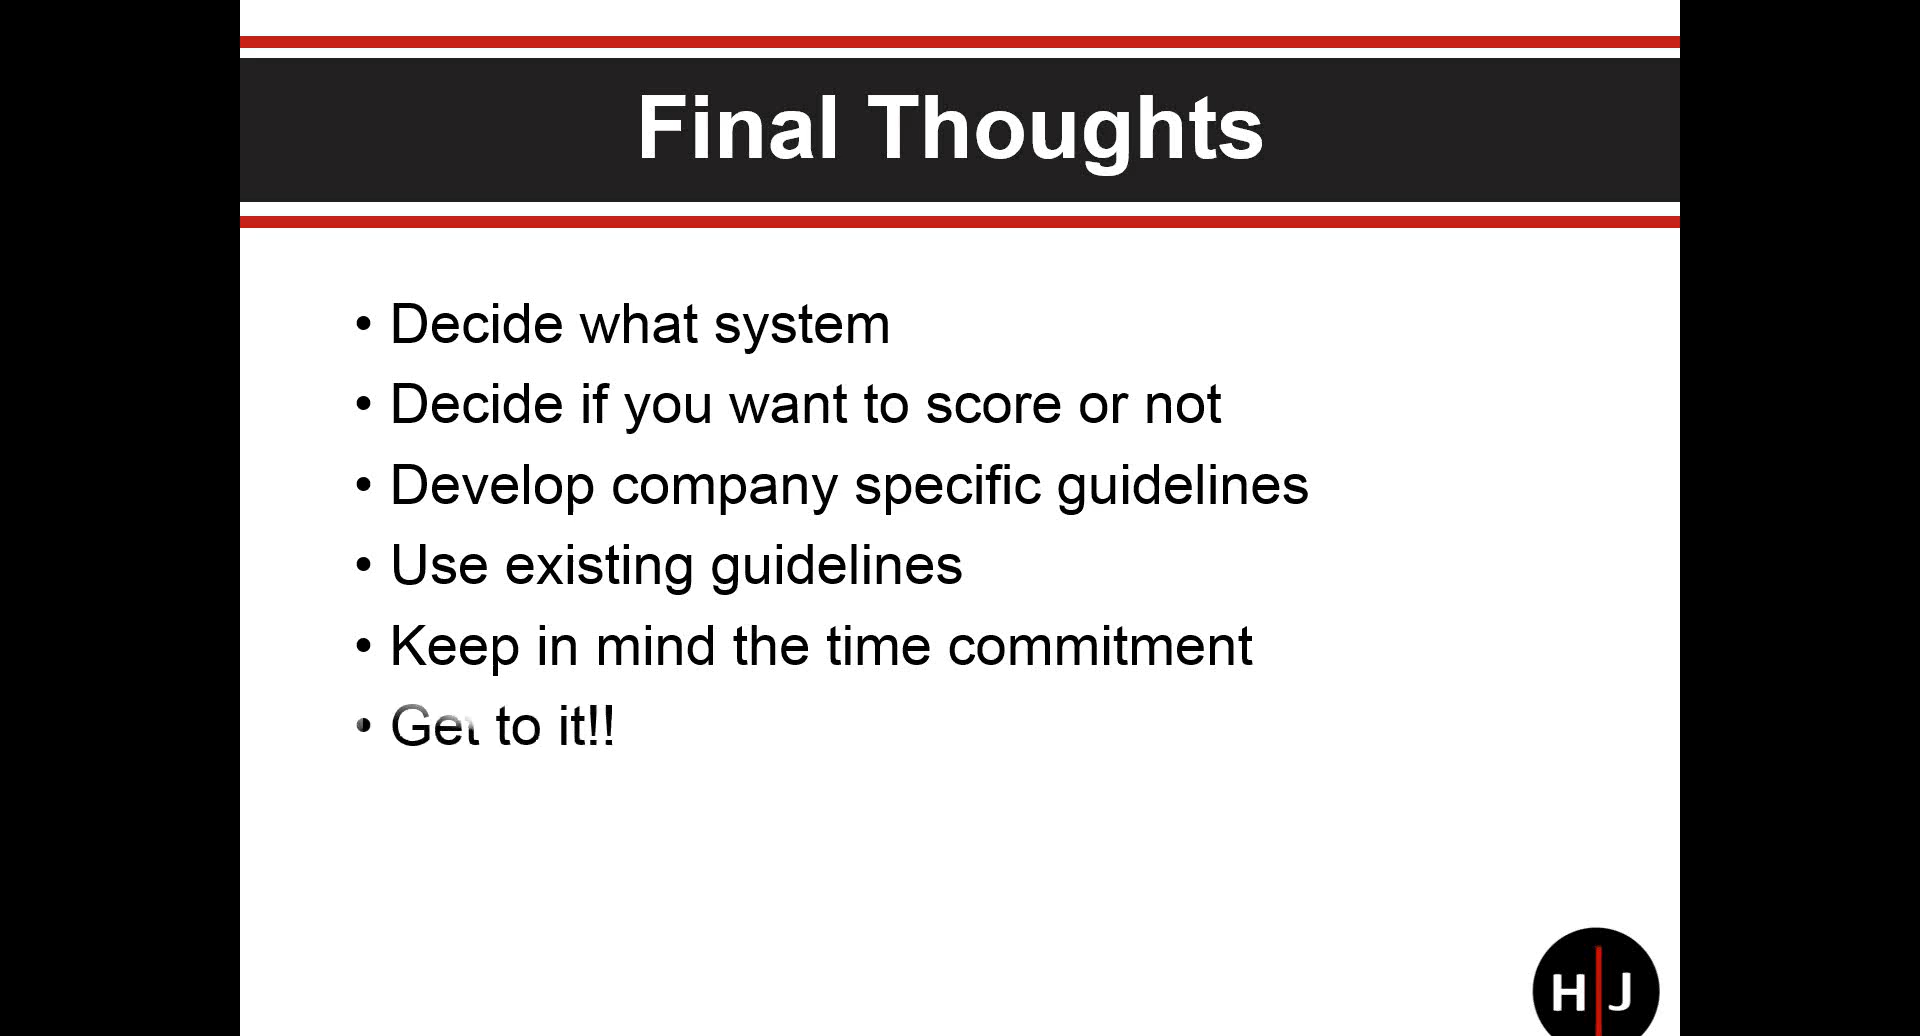 Final Thoughts
• Decide what system
• Decide if you want to score or not
• Develop company specific guidelines
• Use existing guidelines
• Keep in mind the time commitment
• Get to it!!
H J